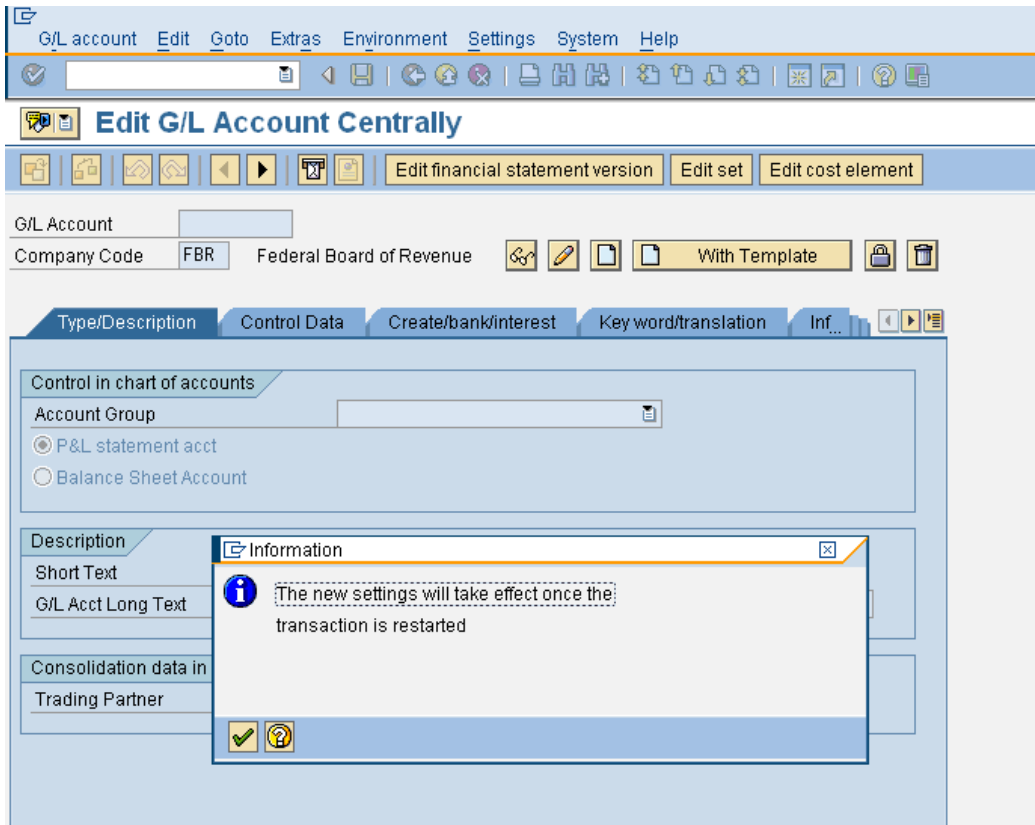 G/L account Edit Goto Extras Environment Settings System Help
Edit G/L Account Centrally
Edit financial statement version Edit set Edit cost element
G/L Account
Company Code FBR Federal Board of Revenue With Template
Type/Description Control Data Create/bank/interest Key word/translation Inf...
Control in chart of accounts
Account Group
P&L statement acct
Balance Sheet Account
Description
Short Text
G/L Acct Long Text
Information
The new settings will take effect once the
transaction is restarted
Consolidation data in
Trading Partner